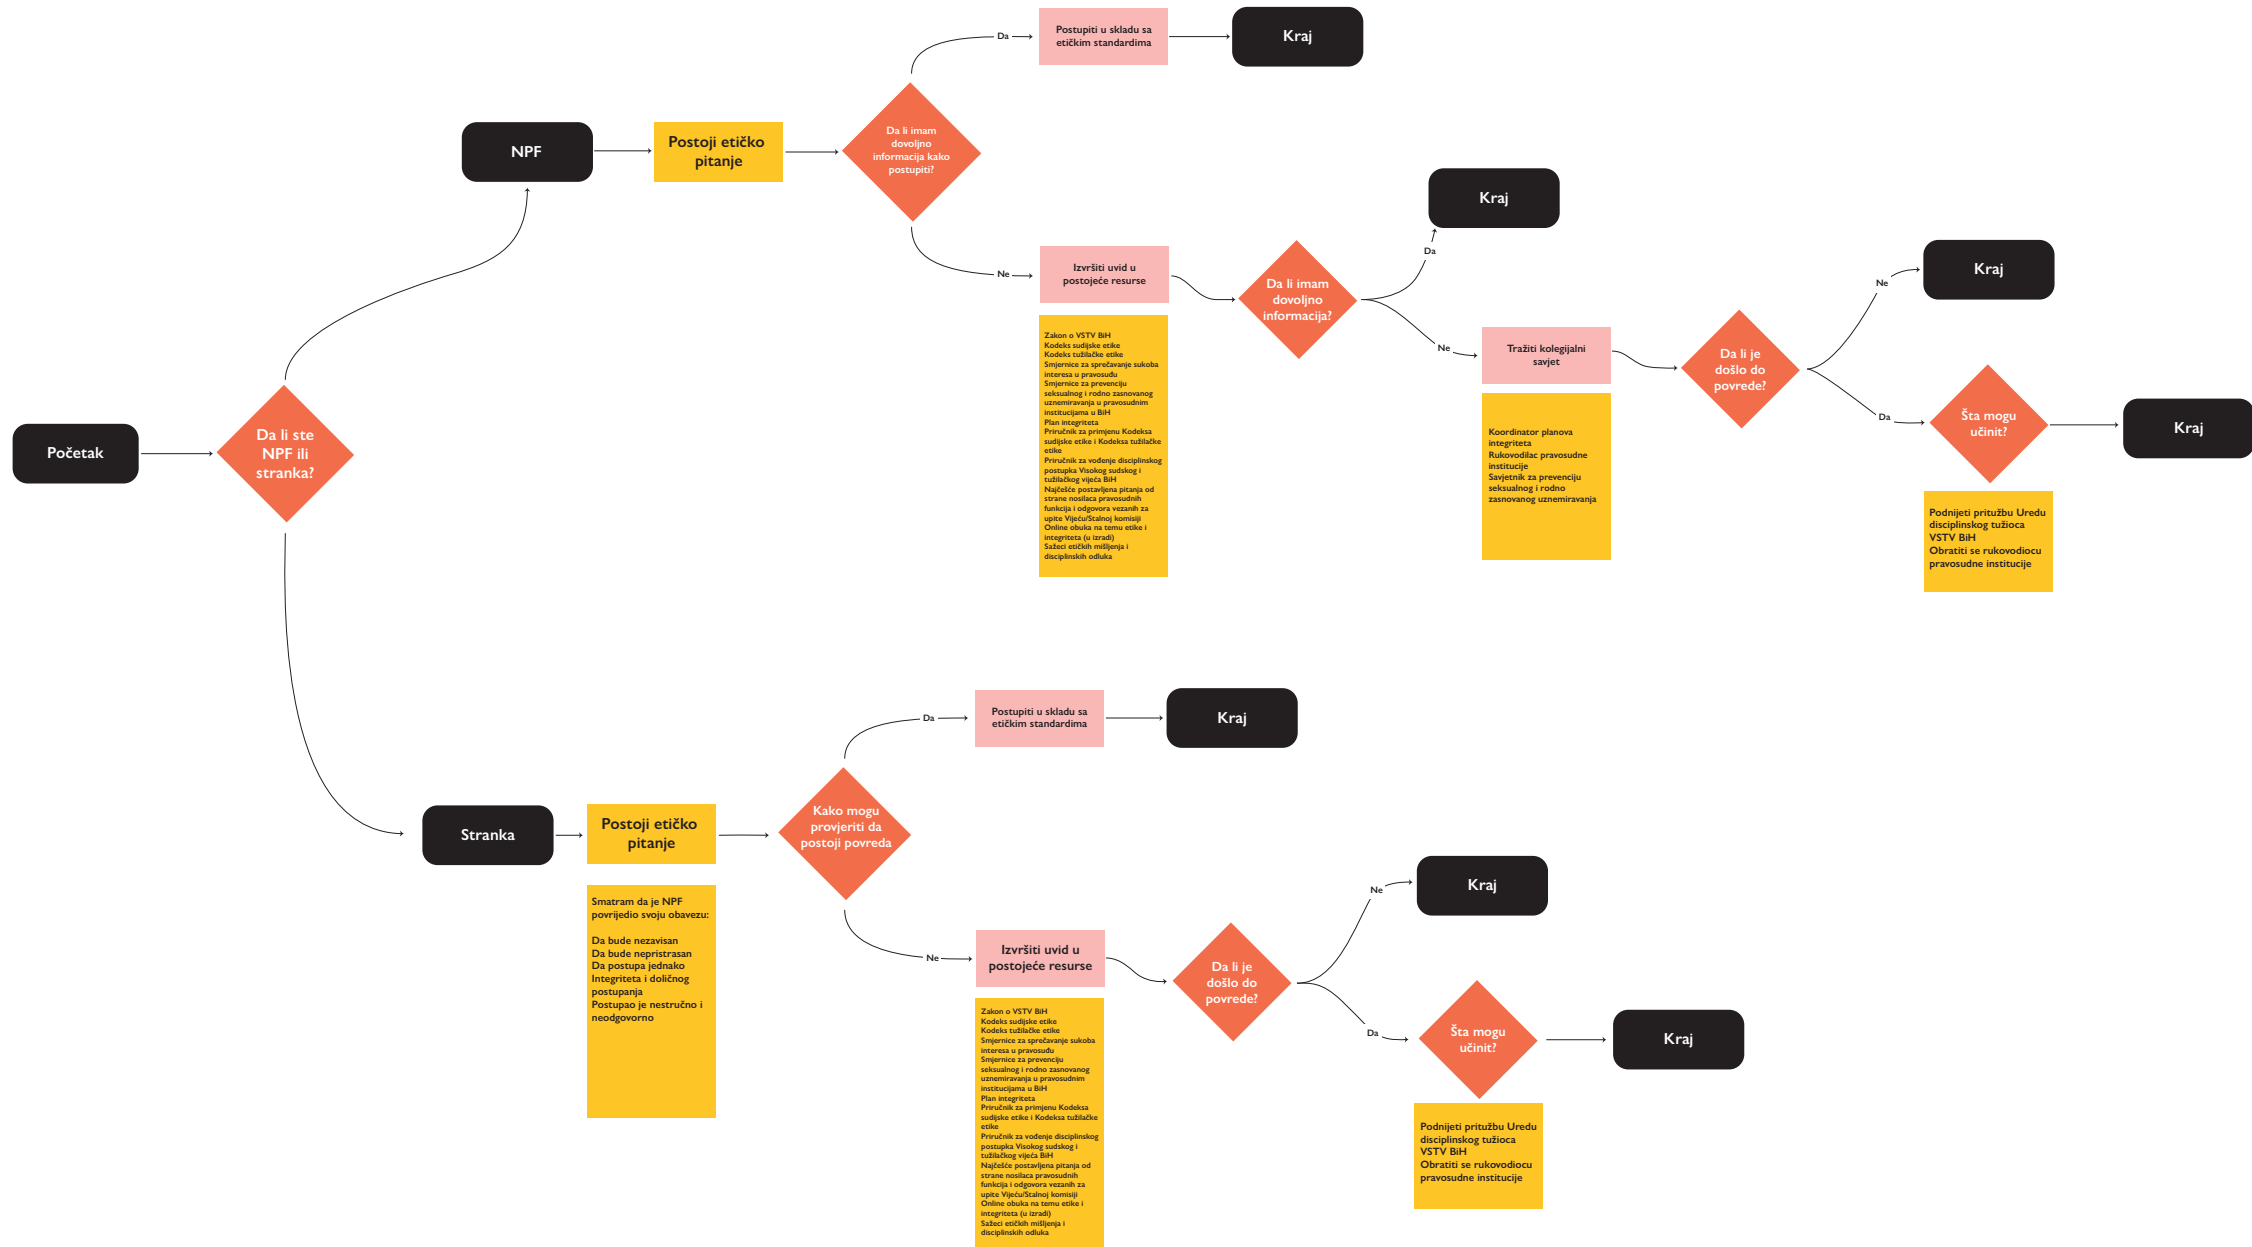 Početak
Da li ste
NPF ili
stranka?
NPF
Postoji etičko
pitanje
Da li imam
dovoljno
informacija kako
postupiti?
Da
Postupiti u skladu sa
etičkim standardima
Kraj
Ne
Izvršiti uvid u
postojeće resurse
Zakon o VSTV BiH
Kodeks sudijske etike
Kodeks tužilačke etike
Smjernice za sprečavanje sukoba
interesa u pravosuđu
Smjernice za prevenciju
seksualnog i rodno zasnovanog
uznemiravanja u pravosudnim
institucijama u BiH
Plan integriteta
Priručnik za primjenu Kodeksa
sudijske etike i Kodeksa tužilačke
etike
Priručnik za vođenje disciplinskog
postupka Visokog sudskog i
tužilačkog vijeća BiH
Najčešće postavljena pitanja od
strane nosilaca pravosudnih
funkcija i odgovora vezanih za
upite Vijeću/Stalnoj komisiji
Online obuka na temu etike i
integriteta (u izradi)
Sažeci etičkih mišljenja i
disciplinskih odluka
Da li imam
dovoljno
informacija?
Da
Kraj
Ne
Tražiti kolegijalni
savjet
Koordinator planova
integriteta
Rukovodilac pravosudne
institucije
Savjetnik za prevenciju
seksualnog i rodno
zasnovanog uznemiravanja
Da li je
došlo do
povrede?
Ne
Kraj
Da
Šta mogu
učinit?
Kraj
Podnijeti pritužbu Uredu
disciplinskog tužioca
VSTV BiH
Obratiti se rukovodiocu
pravosudne institucije
Stranka
Postoji etičko
pitanje
Smatram da je NPF
povrijedio svoju obavezu:
Da bude nezavisan
Da bude nepristrasan
Da postupa jednako
Integriteta i doličnog
postupanja
Postupao je nestručno i
neodgovorno
Kako mogu
provjeriti da
postoji povreda
Da
Postupiti u skladu sa
etičkim standardima
Kraj
Ne
Izvršiti uvid u
postojeće resurse
Zakon o VSTV BiH
Kodeks sudijske etike
Kodeks tužilačke etike
Smjernice za sprečavanje sukoba
interesa u pravosuđu
Smjernice za prevenciju
seksualnog i rodno zasnovanog
uznemiravanja u pravosudnim
institucijama u BiH
Plan integriteta
Priručnik za primjenu Kodeksa
sudijske etike i Kodeksa tužilačke
etike
Priručnik za vođenje disciplinskog
postupka Visokog sudskog i
tužilačkog vijeća BiH
Najčešće postavljena pitanja od
strane nosilaca pravosudnih
funkcija i odgovora vezanih za
upite Vijeću/Stalnoj komisiji
Online obuka na temu etike i
integriteta (u izradi)
Sažeci etičkih mišljenja i
disciplinskih odluka
Da li je
došlo do
povrede?
Ne
Kraj
Da
Šta mogu
učinit?
Kraj
Podnijeti pritužbu Uredu
disciplinskog tužioca
VSTV BiH
Obratiti se rukovodiocu
pravosudne institucije